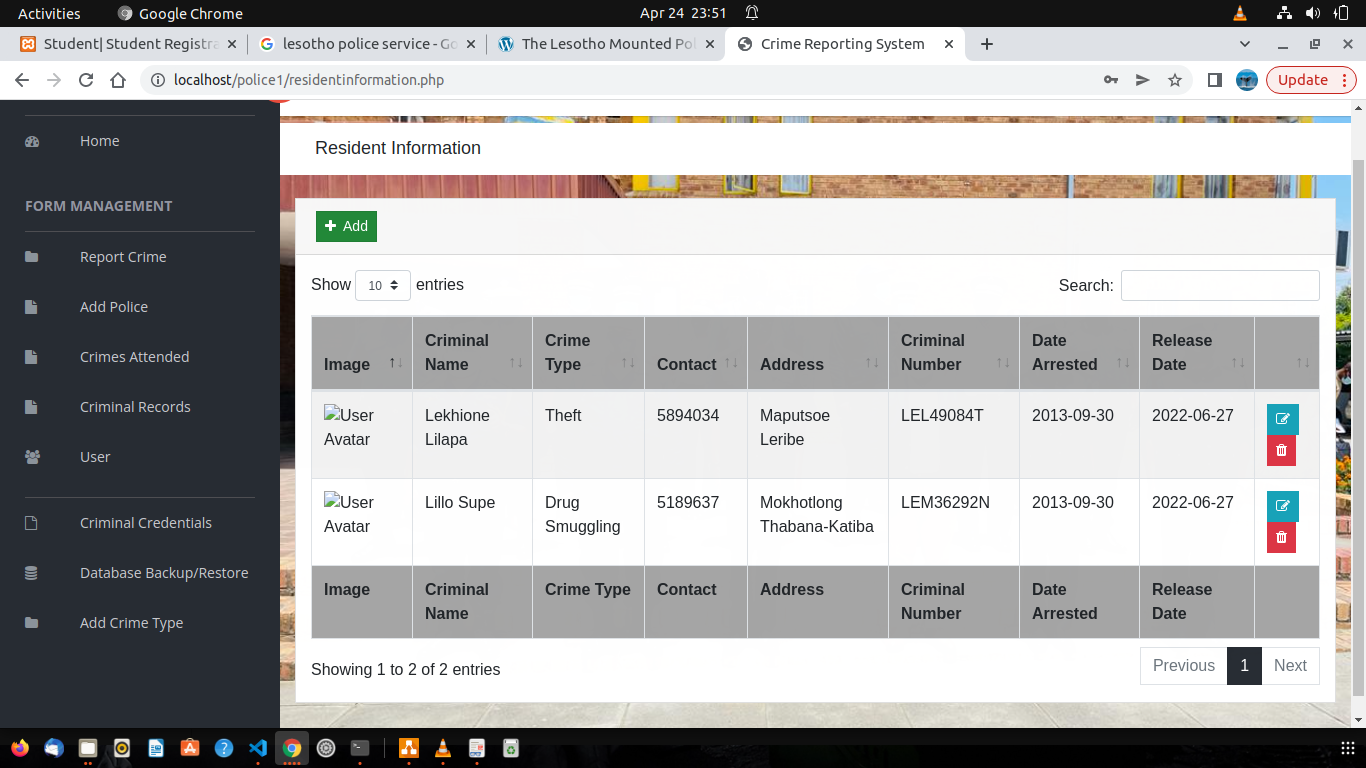 Activities
Google Chrome
Apr 24 23:51
Student| Student Registra
lesotho police service - Go
The Lesotho Mounted Pol
Crime Reporting System
localhost/police1/residentinformation.php
Update
Home
FORM MANAGEMENT
Report Crime
Add Police
Crimes Attended
Criminal Records
User
Criminal Credentials
Database Backup/Restore
Add Crime Type
Resident Information
Add
Show 10 entries
Search:
Image
Criminal
Name
Crime
Type
Contact
Address
Criminal
Number
Date
Arrested
Release
Date
User
Avatar
Lekhione
Lilapa
Theft
5894034
Maputsoe
Leribe
LEL49084T
2013-09-30
2022-06-27
User
Avatar
Lillo Supe
Drug
Smuggling
5189637
Mokhotlong
Thabana-Katiba
LEM36292N
2013-09-30
2022-06-27
Image
Criminal
Name
Crime Type
Contact
Address
Criminal
Number
Date
Arrested
Release
Date
Showing 1 to 2 of 2 entries
Previous 1 Next